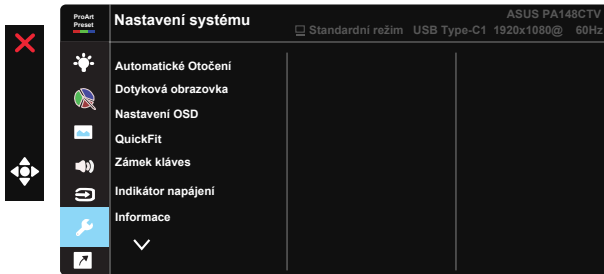 ProArt
Preset
Nastavení systému
ASUS PA148CTV
Standardní režim USB Type-C1 1920x1080@ 60Hz
Automatické Otočení
Dotyková obrazovka
Nastavení OSD
QuickFit
Zámek kláves
Indikátor napájení
Informace